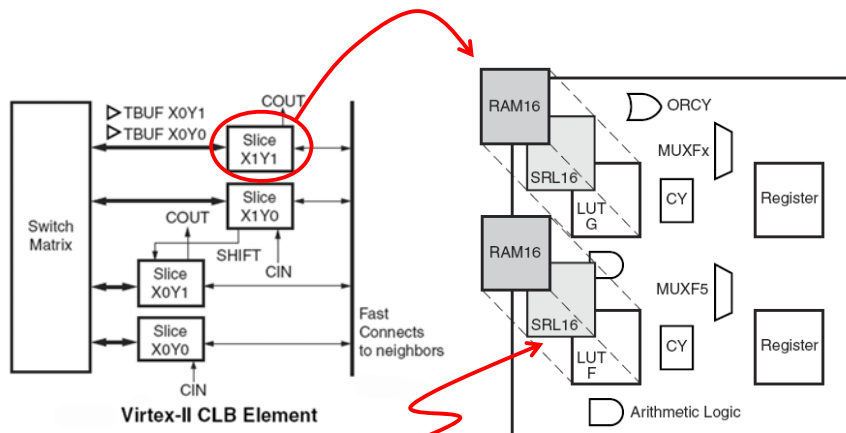 COUT
TBUF X0Y1
TBUF X0Y0
Slice
X1Y1
Slice
X1Y0
Switch
Matrix
COUT
SHIFT
CIN
Slice
X0Y1
Slice
X0Y0
Fast
Connects
to neighbors
CIN
Virtex-II CLB Element
RAM16
ORCY
MUXFx
SRL16
LUT
G
CY
Register
RAM16
MUXF5
SRL16
LUT
F
CY
Register
Arithmetic Logic